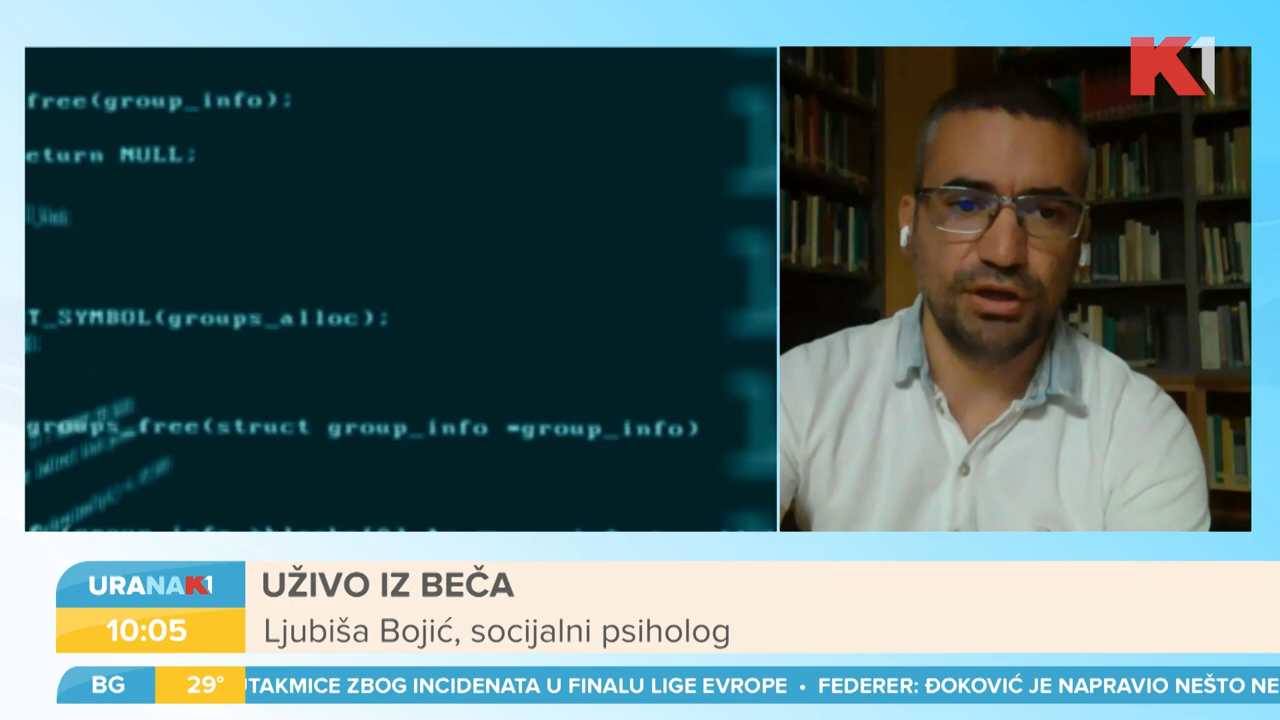 free(group_info);
eturn NULL;
T_SYMBOL(groups_alloc);
groups_free(struct group_info *group_info)
K1
URANAK1
10:05
UŽIVO IZ BEČA
Ljubiša Bojić, socijalni psiholog
BG 29° UTAKMICE ZBOG INCIDENATA U FINALU LIGE EVROPE • FEDERER: ĐOKOVIĆ JE NAPRAVIO NEŠTO NE